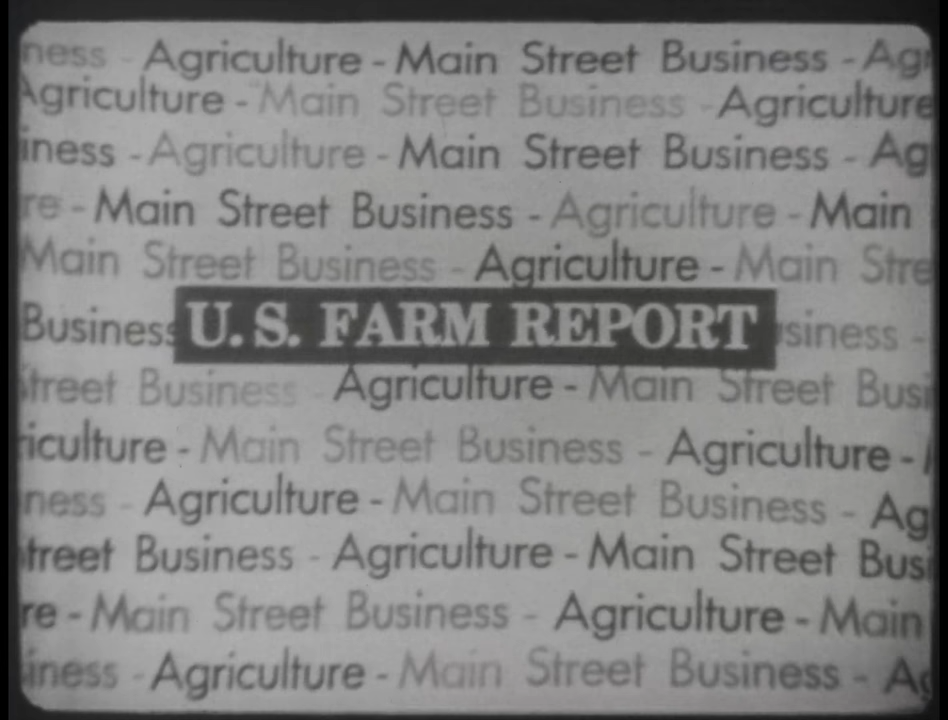 ness - Agriculture - Main Street Business - Ag
Agriculture - Main Street Business - Agriculture
iness - Agriculture - Main Street Business - Ag
re - Main Street Business - Agriculture - Main
Main Street Business - Agriculture - Main Stre
Business U. S. FARM REPORT siness -
treet Business - Agriculture - Main Street Busi
iculture - Main Street Business - Agriculture -
ness - Agriculture - Main Street Business - Ag
treet Business - Agriculture - Main Street Busi
re - Main Street Business - Agriculture - Main
iness - Agriculture - Main Street Business - Ag